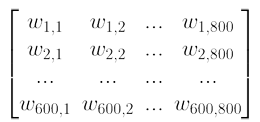 w₁,₁ w₁,₂ ... w₁,₈₀₀
w₂,₁ w₂,₂ ... w₂,₈₀₀
... ... ... ...
w₆₀₀,₁ w₆₀₀,₂ ... w₆₀₀,₈₀₀